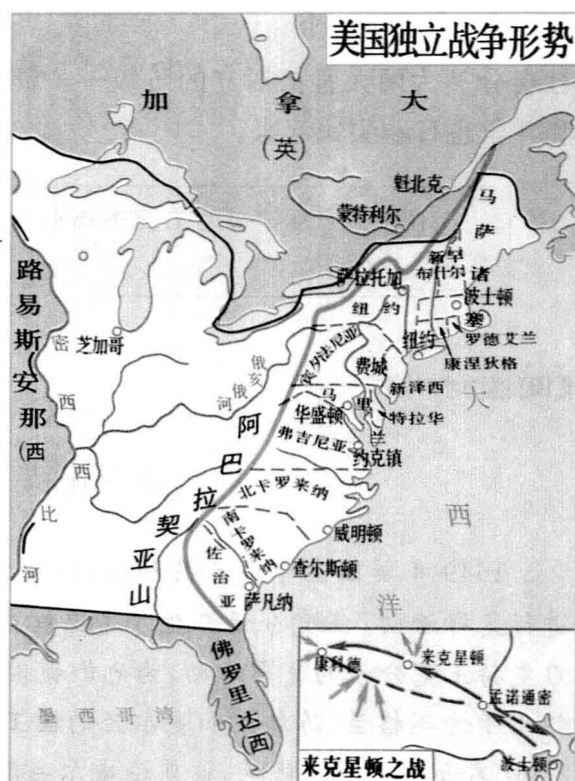 美国独立战争形势
加拿大
(英)
魁北克
蒙特利尔
马萨诸塞
新罕布什尔
萨拉托加
纽约
波士顿
罗德艾兰
纽约
康涅狄格
宾夕法尼亚
费城
新泽西
马里兰
特拉华
华盛顿
弗吉尼亚
约克镇
北卡罗来纳
南卡罗来纳
威明顿
佐治亚
查尔斯顿
萨凡纳
阿巴拉契亚山
路易斯安那(西)
芝加哥
密西西比河
俄亥俄河
大西洋
佛罗里达(西)
墨西哥湾
康科德
来克星顿
孟诺通密
波士顿
来克星顿之战